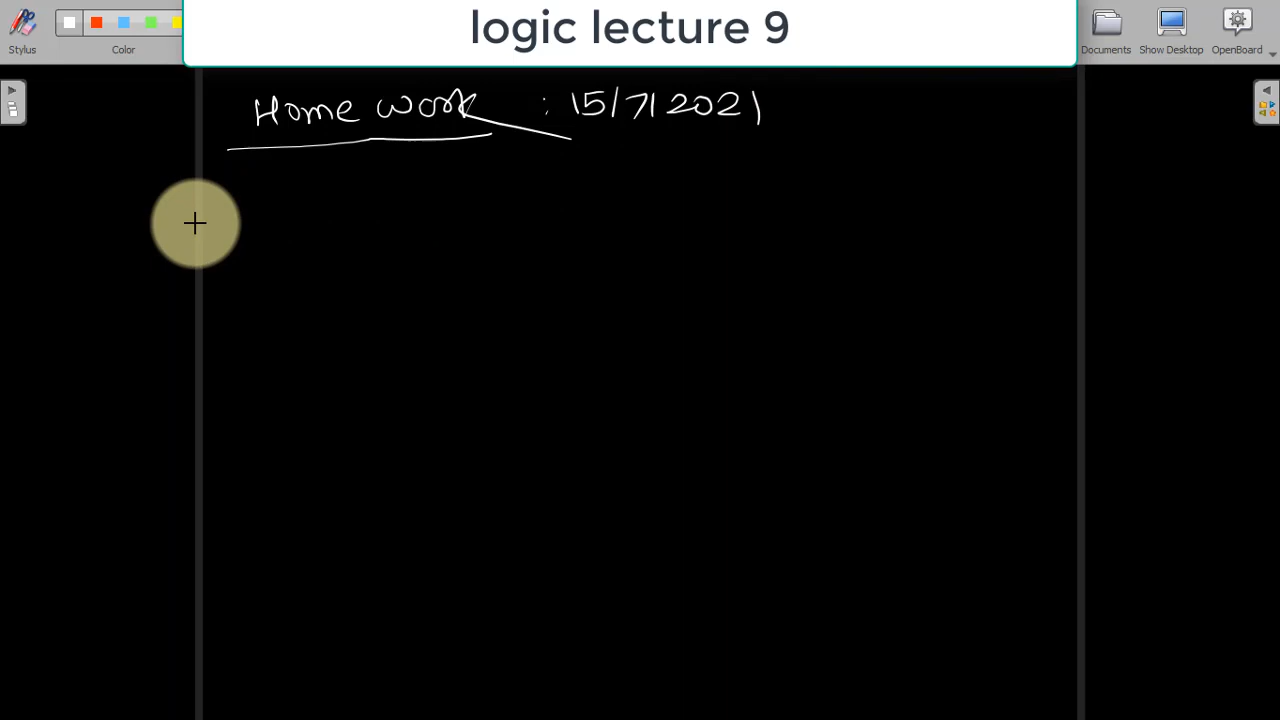 logic lecture 9
Stylus
Color
Documents
Show Desktop
OpenBoard
Home work : 15/7/2021